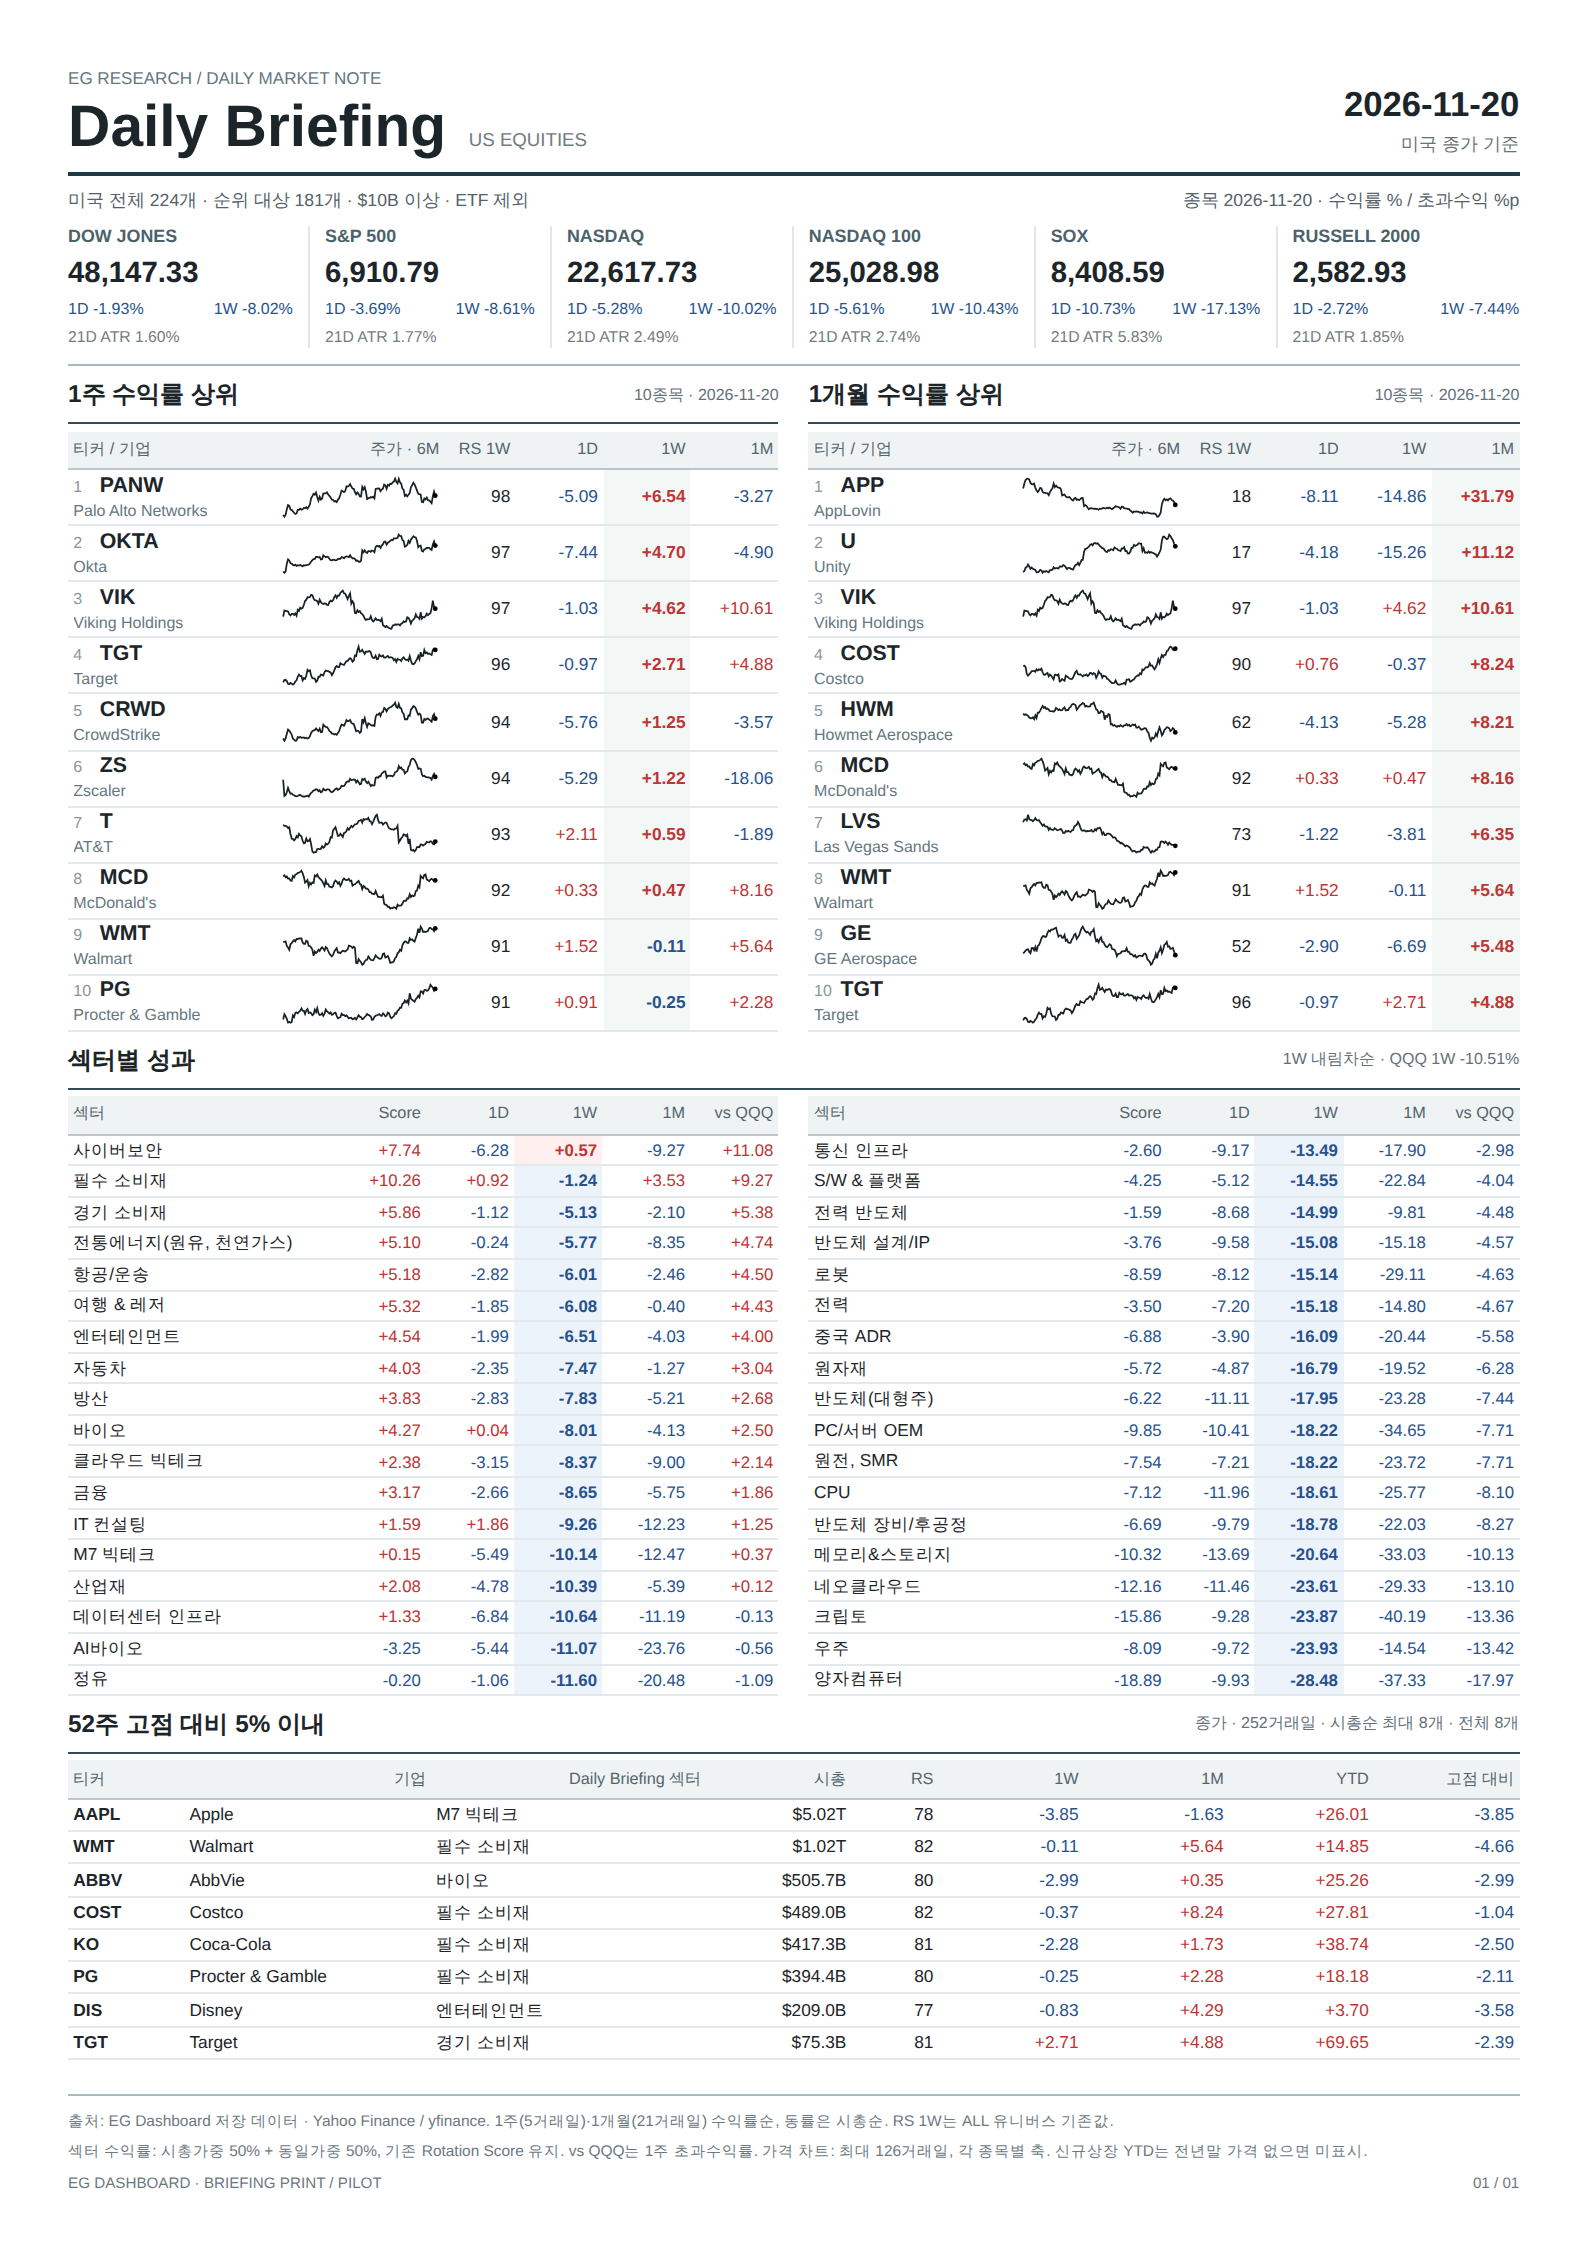 EG RESEARCH / DAILY MARKET NOTE
Daily Briefing US EQUITIES
2026-11-20
미국 종가 기준
미국 전체 224개 · 순위 대상 181개 · $10B 이상 · ETF 제외
종목 2026-11-20 · 수익률 % / 초과수익 %p
DOW JONES
48,147.33
1D -1.93% 1W -8.02%
21D ATR 1.60%
S&P 500
6,910.79
1D -3.69% 1W -8.61%
21D ATR 1.77%
NASDAQ
22,617.73
1D -5.28% 1W -10.02%
21D ATR 2.49%
NASDAQ 100
25,028.98
1D -5.61% 1W -10.43%
21D ATR 2.74%
SOX
8,408.59
1D -10.73% 1W -17.13%
21D ATR 5.83%
RUSSELL 2000
2,582.93
1D -2.72% 1W -7.44%
21D ATR 1.85%
1주 수익률 상위 10종목 · 2026-11-20
티커 / 기업 주가 · 6M RS 1W 1D 1W 1M
1 PANW 98 -5.09 +6.54 -3.27
Palo Alto Networks
2 OKTA 97 -7.44 +4.70 -4.90
Okta
3 VIK 97 -1.03 +4.62 +10.61
Viking Holdings
4 TGT 96 -0.97 +2.71 +4.88
Target
5 CRWD 94 -5.76 +1.25 -3.57
CrowdStrike
6 ZS 94 -5.29 +1.22 -18.06
Zscaler
7 T 93 +2.11 +0.59 -1.89
AT&T
8 MCD 92 +0.33 +0.47 +8.16
McDonald's
9 WMT 91 +1.52 -0.11 +5.64
Walmart
10 PG 91 +0.91 -0.25 +2.28
Procter & Gamble
1개월 수익률 상위 10종목 · 2026-11-20
티커 / 기업 주가 · 6M RS 1W 1D 1W 1M
1 APP 18 -8.11 -14.86 +31.79
AppLovin
2 U 17 -4.18 -15.26 +11.12
Unity
3 VIK 97 -1.03 +4.62 +10.61
Viking Holdings
4 COST 90 +0.76 -0.37 +8.24
Costco
5 HWM 62 -4.13 -5.28 +8.21
Howmet Aerospace
6 MCD 92 +0.33 +0.47 +8.16
McDonald's
7 LVS 73 -1.22 -3.81 +6.35
Las Vegas Sands
8 WMT 91 +1.52 -0.11 +5.64
Walmart
9 GE 52 -2.90 -6.69 +5.48
GE Aerospace
10 TGT 96 -0.97 +2.71 +4.88
Target
섹터별 성과 1W 내림차순 · QQQ 1W -10.51%
섹터 Score 1D 1W 1M vs QQQ
사이버보안 +7.74 -6.28 +0.57 -9.27 +11.08
필수 소비재 +10.26 +0.92 -1.24 +3.53 +9.27
경기 소비재 +5.86 -1.12 -5.13 -2.10 +5.38
전통에너지(원유, 천연가스) +5.10 -0.24 -5.77 -8.35 +4.74
항공/운송 +5.18 -2.82 -6.01 -2.46 +4.50
여행 & 레저 +5.32 -1.85 -6.08 -0.40 +4.43
엔터테인먼트 +4.54 -1.99 -6.51 -4.03 +4.00
자동차 +4.03 -2.35 -7.47 -1.27 +3.04
방산 +3.83 -2.83 -7.83 -5.21 +2.68
바이오 +4.27 +0.04 -8.01 -4.13 +2.50
클라우드 빅테크 +2.38 -3.15 -8.37 -9.00 +2.14
금융 +3.17 -2.66 -8.65 -5.75 +1.86
IT 컨설팅 +1.59 +1.86 -9.26 -12.23 +1.25
M7 빅테크 +0.15 -5.49 -10.14 -12.47 +0.37
산업재 +2.08 -4.78 -10.39 -5.39 +0.12
데이터센터 인프라 +1.33 -6.84 -10.64 -11.19 -0.13
AI바이오 -3.25 -5.44 -11.07 -23.76 -0.56
정유 -0.20 -1.06 -11.60 -20.48 -1.09
섹터 Score 1D 1W 1M vs QQQ
통신 인프라 -2.60 -9.17 -13.49 -17.90 -2.98
S/W & 플랫폼 -4.25 -5.12 -14.55 -22.84 -4.04
전력 반도체 -1.59 -8.68 -14.99 -9.81 -4.48
반도체 설계/IP -3.76 -9.58 -15.08 -15.18 -4.57
로봇 -8.59 -8.12 -15.14 -29.11 -4.63
전력 -3.50 -7.20 -15.18 -14.80 -4.67
중국 ADR -6.88 -3.90 -16.09 -20.44 -5.58
원자재 -5.72 -4.87 -16.79 -19.52 -6.28
반도체(대형주) -6.22 -11.11 -17.95 -23.28 -7.44
PC/서버 OEM -9.85 -10.41 -18.22 -34.65 -7.71
원전, SMR -7.54 -7.21 -18.22 -23.72 -7.71
CPU -7.12 -11.96 -18.61 -25.77 -8.10
반도체 장비/후공정 -6.69 -9.79 -18.78 -22.03 -8.27
메모리&스토리지 -10.32 -13.69 -20.64 -33.03 -10.13
네오클라우드 -12.16 -11.46 -23.61 -29.33 -13.10
크립토 -15.86 -9.28 -23.87 -40.19 -13.36
우주 -8.09 -9.72 -23.93 -14.54 -13.42
양자컴퓨터 -18.89 -9.93 -28.48 -37.33 -17.97
52주 고점 대비 5% 이내 종가 · 252거래일 · 시총순 최대 8개 · 전체 8개
티커 기업 Daily Briefing 섹터 시총 RS 1W 1M YTD 고점 대비
AAPL Apple M7 빅테크 $5.02T 78 -3.85 -1.63 +26.01 -3.85
WMT Walmart 필수 소비재 $1.02T 82 -0.11 +5.64 +14.85 -4.66
ABBV AbbVie 바이오 $505.7B 80 -2.99 +0.35 +25.26 -2.99
COST Costco 필수 소비재 $489.0B 82 -0.37 +8.24 +27.81 -1.04
KO Coca-Cola 필수 소비재 $417.3B 81 -2.28 +1.73 +38.74 -2.50
PG Procter & Gamble 필수 소비재 $394.4B 80 -0.25 +2.28 +18.18 -2.11
DIS Disney 엔터테인먼트 $209.0B 77 -0.83 +4.29 +3.70 -3.58
TGT Target 경기 소비재 $75.3B 81 +2.71 +4.88 +69.65 -2.39
출처: EG Dashboard 저장 데이터 · Yahoo Finance / yfinance. 1주(5거래일)·1개월(21거래일) 수익률순, 동률은 시총순. RS 1W는 ALL 유니버스 기존값.
섹터 수익률: 시총가중 50% + 동일가중 50%, 기존 Rotation Score 유지. vs QQQ는 1주 초과수익률. 가격 차트: 최대 126거래일, 각 종목별 축. 신규상장 YTD는 전년말 가격 없으면 미표시.
EG DASHBOARD · BRIEFING PRINT / PILOT 01 / 01